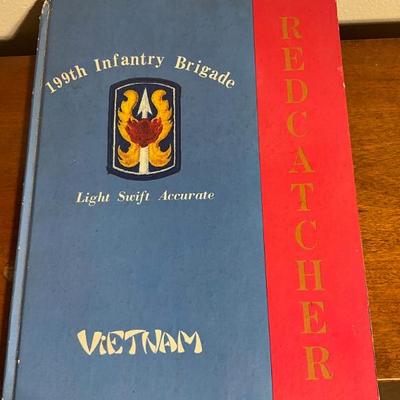 199th Infantry Brigade
Light Swift Accurate
VIETNAM
REDCATCHER